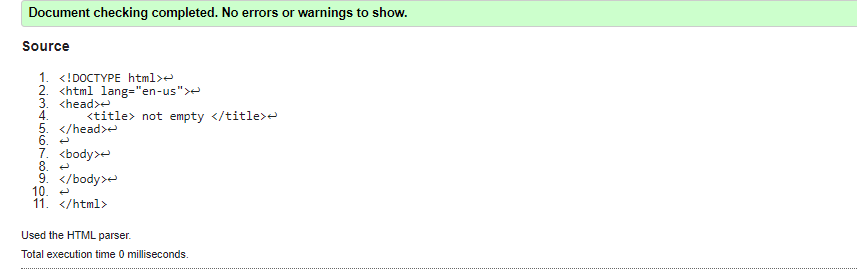 Document checking completed. No errors or warnings to show.
Source
1. <!DOCTYPE html>↩
2. <html lang="en-us">↩
3. <head>↩
4.     <title> not empty </title>↩
5. </head>↩
6. ↩
7. <body>↩
8. ↩
9. </body>↩
10. ↩
11. </html>
Used the HTML parser.
Total execution time 0 milliseconds.